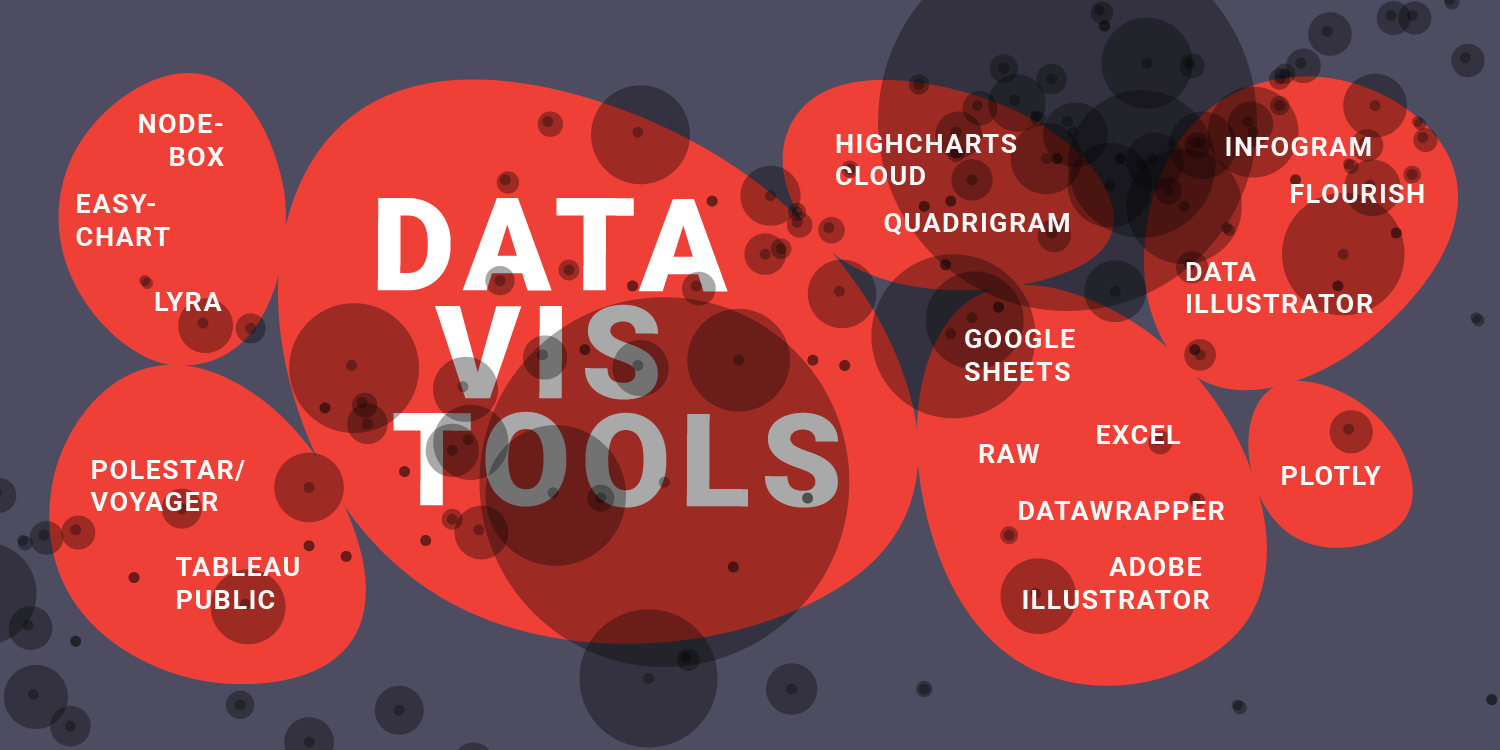 NODE-
BOX
EASY-
CHART
LYRA
POLESTAR/
VOYAGER
TABLEAU
PUBLIC
DATA
VIS
TOOLS
HIGHCHARTS
CLOUD
QUADRIGRAM
INFOGRAM
FLOURISH
DATA
ILLUSTRATOR
GOOGLE
SHEETS
EXCEL
RAW
DATAWRAPPER
ADOBE
ILLUSTRATOR
PLOTLY